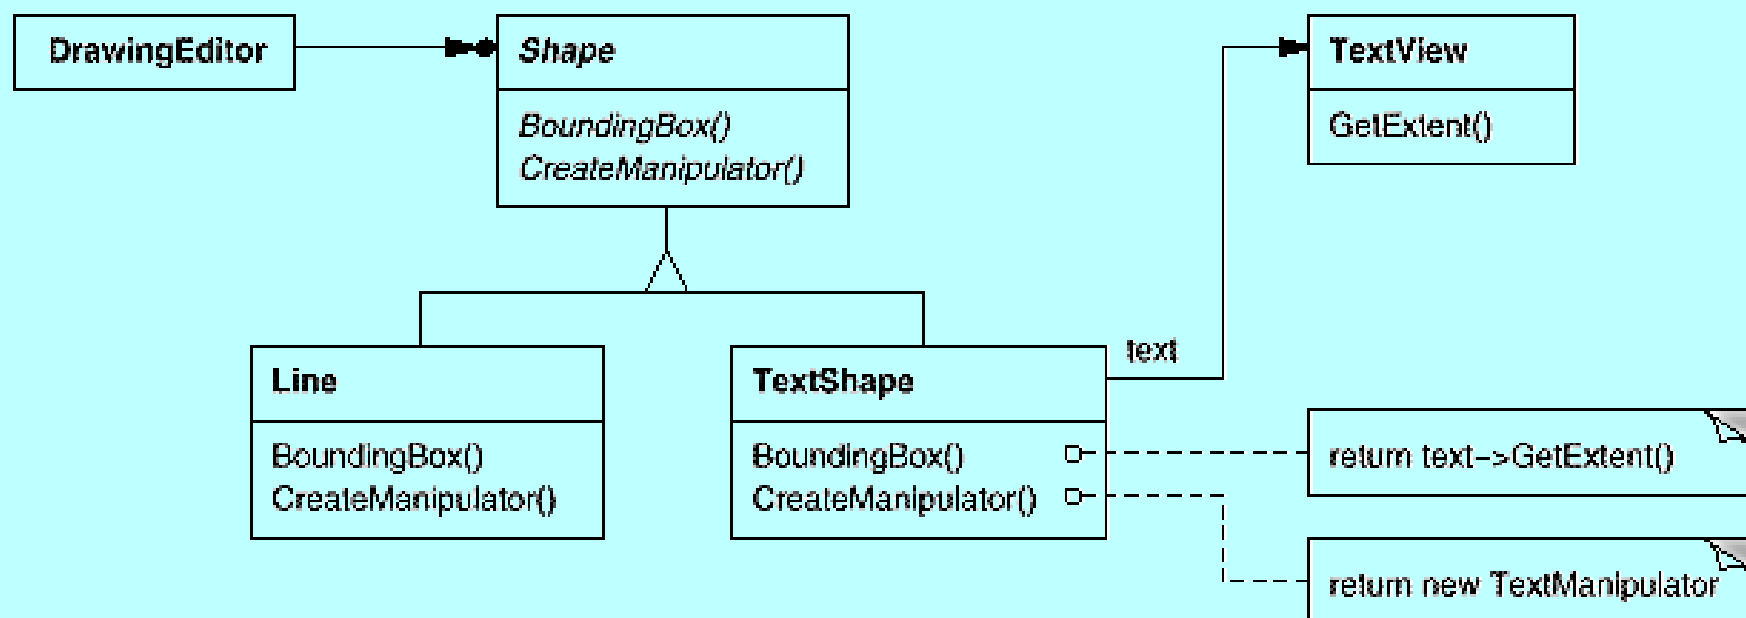 DrawingEditor
Shape
BoundingBox()
CreateManipulator()
TextView
GetExtent()
Line
BoundingBox()
CreateManipulator()
TextShape
BoundingBox()
CreateManipulator()
text
return text->GetExtent()
return new TextManipulator